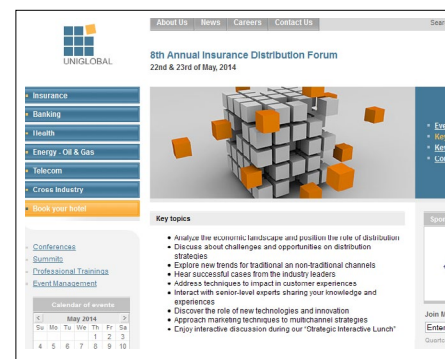 About Us News Careers Contact Us
UNIGLOBAL
8th Annual Insurance Distribution Forum
22nd & 23rd of May, 2014
Insurance
Banking
Health
Energy - Oil & Gas
Telecom
Cross Industry
Book your hotel
Key topics
Analyze the economic landscape and position the role of distribution
Discuss about challenges and opportunities on distribution
strategies
Explore new trends for traditional an non-traditional channels
Hear successful cases from the industry leaders
Address techniques to impact in customer experiences
Interact with senior-level experts sharing your knowledge and
experiences
Discover the role of new technologies and innovation
Approach marketing techniques to multichannel strategies
Enjoy interactive discussion during our "Strategic Interactive Lunch"
Conferences
Summits
Professional Trainings
Event Management
Calendar of events
< May 2014 >
Su Mo Tu We Th Fr Sa
1 2 3
4 5 6 7 8 9 10
Join M
Enter